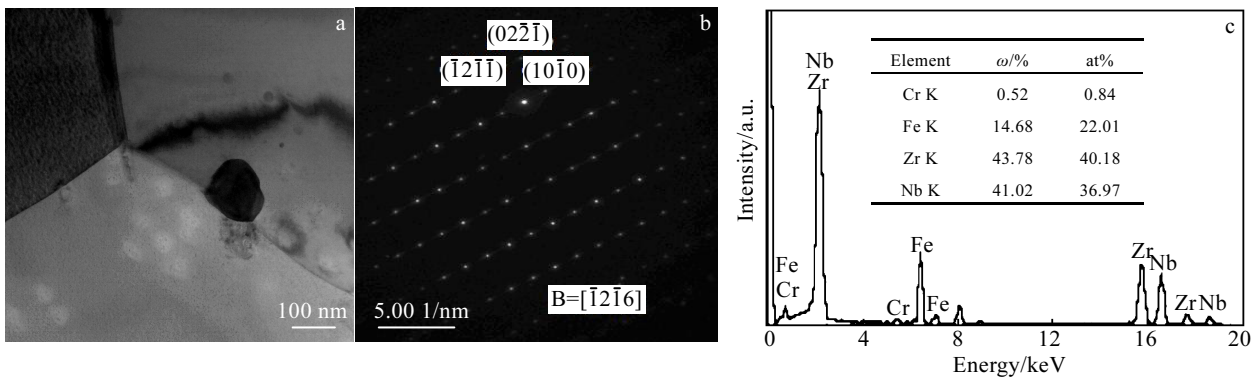 a
100 nm
b
(022̄1̄)
(1̄21̄1̄)
(101̄0)
B=[1̄21̄6]
5.00 1/nm
c
Intensity/a.u.
Nb
Zr
Fe
Cr
Cr
Fe
Fe
Zr
Nb
Zr Nb
Element ω/% at%
Cr K 0.52 0.84
Fe K 14.68 22.01
Zr K 43.78 40.18
Nb K 41.02 36.97
0 4 8 12 16 20
Energy/keV